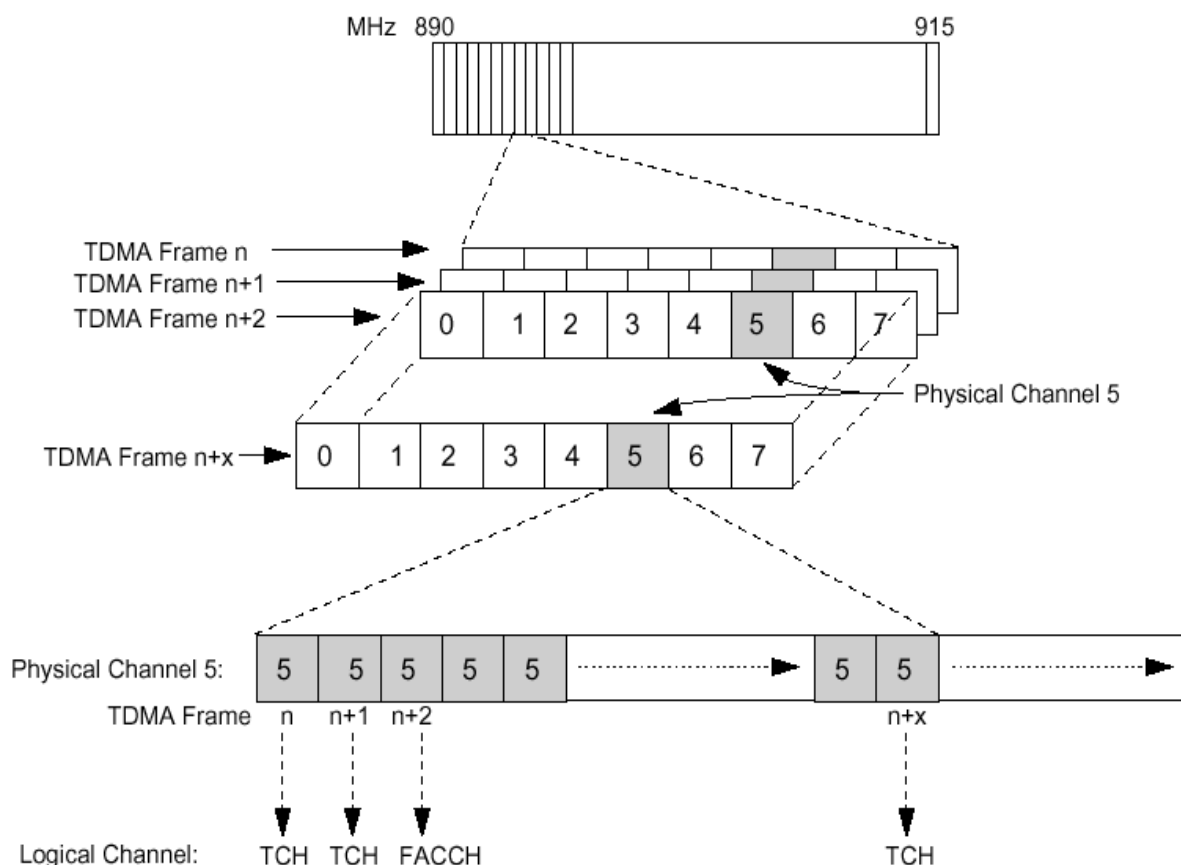 MHz 890 915
TDMA Frame n
TDMA Frame n+1
TDMA Frame n+2
0 1 2 3 4 5 6 7
Physical Channel 5
TDMA Frame n+x
0 1 2 3 4 5 6 7
Physical Channel 5: 5 5 5 5 5 5 5
TDMA Frame n n+1 n+2 n+x
Logical Channel: TCH TCH FACCH TCH